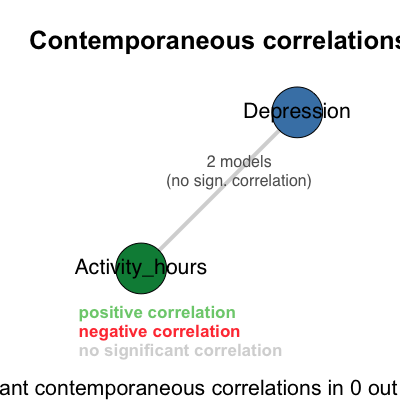 Contemporaneous correlations
Depression
2 models
(no sign. correlation)
Activity_hours
positive correlation
negative correlation
no significant correlation
ant contemporaneous correlations in 0 out